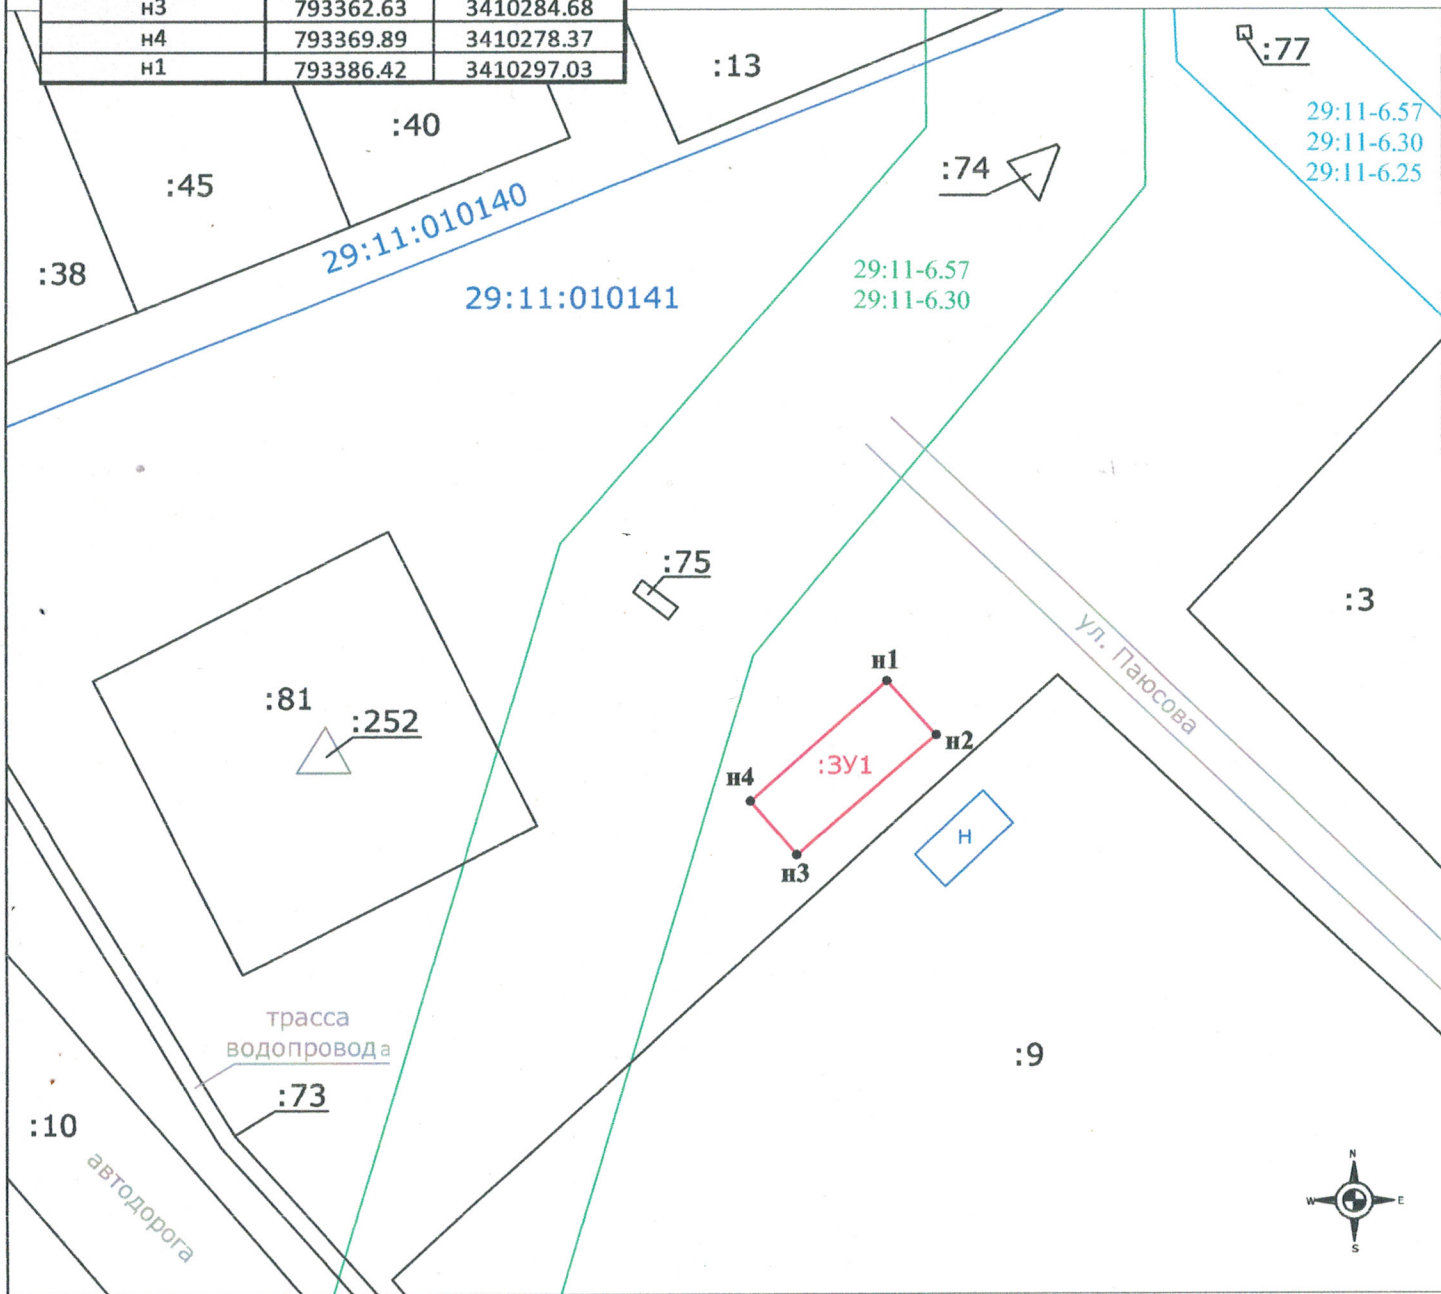 н3 793362.63 3410284.68
н4 793369.89 3410278.37
н1 793386.42 3410297.03
:13
:77
:40
29:11-6.57
29:11-6.30
29:11-6.25
:74
:45
29:11:010140
:38
29:11-6.57
29:11-6.30
29:11:010141
:75
:3
ул. Паюсова
н1
:81
:252
н2
:ЗУ1
н4
Н
н3
трасса
водопровода
:9
:73
:10
автодорога
N
W E
S